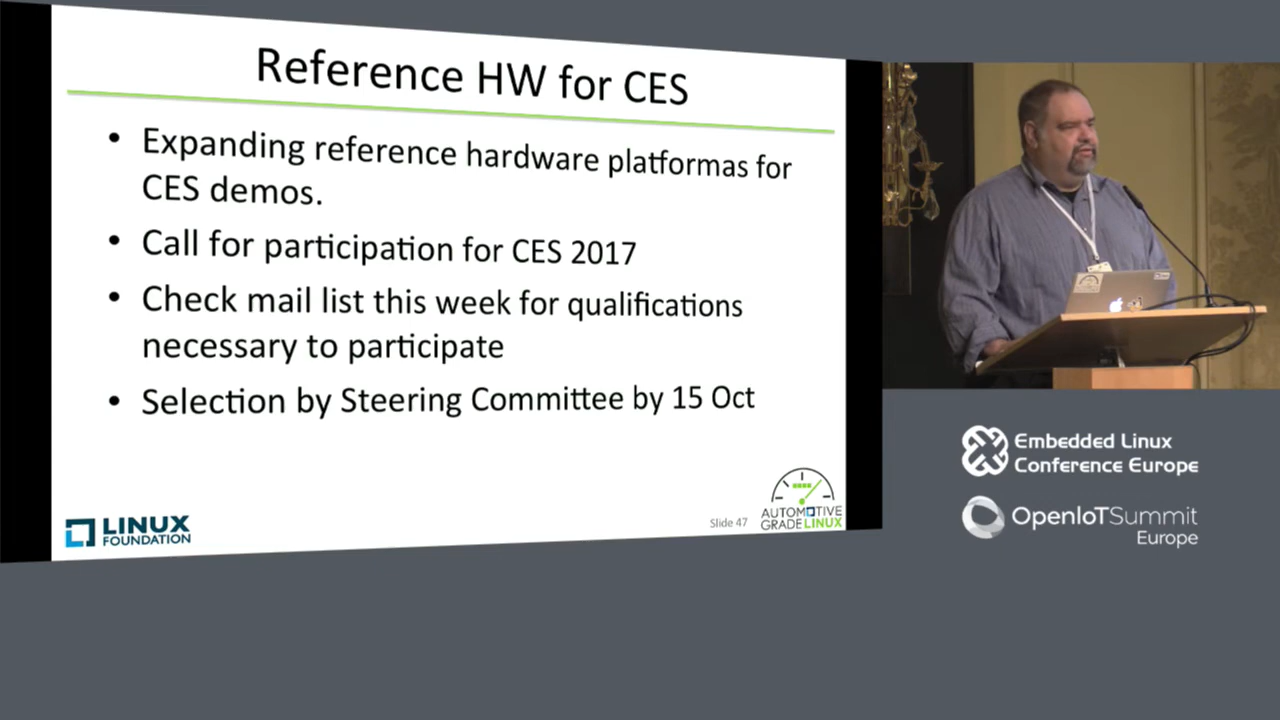 Reference HW for CES
• Expanding reference hardware platformas for
CES demos.
• Call for participation for CES 2017
• Check mail list this week for qualifications
necessary to participate
• Selection by Steering Committee by 15 Oct
LINUX
FOUNDATION
Slide 47
AUTOMOTIVE
GRADE LINUX
Embedded Linux
Conference Europe
OpenIoTSummit
Europe